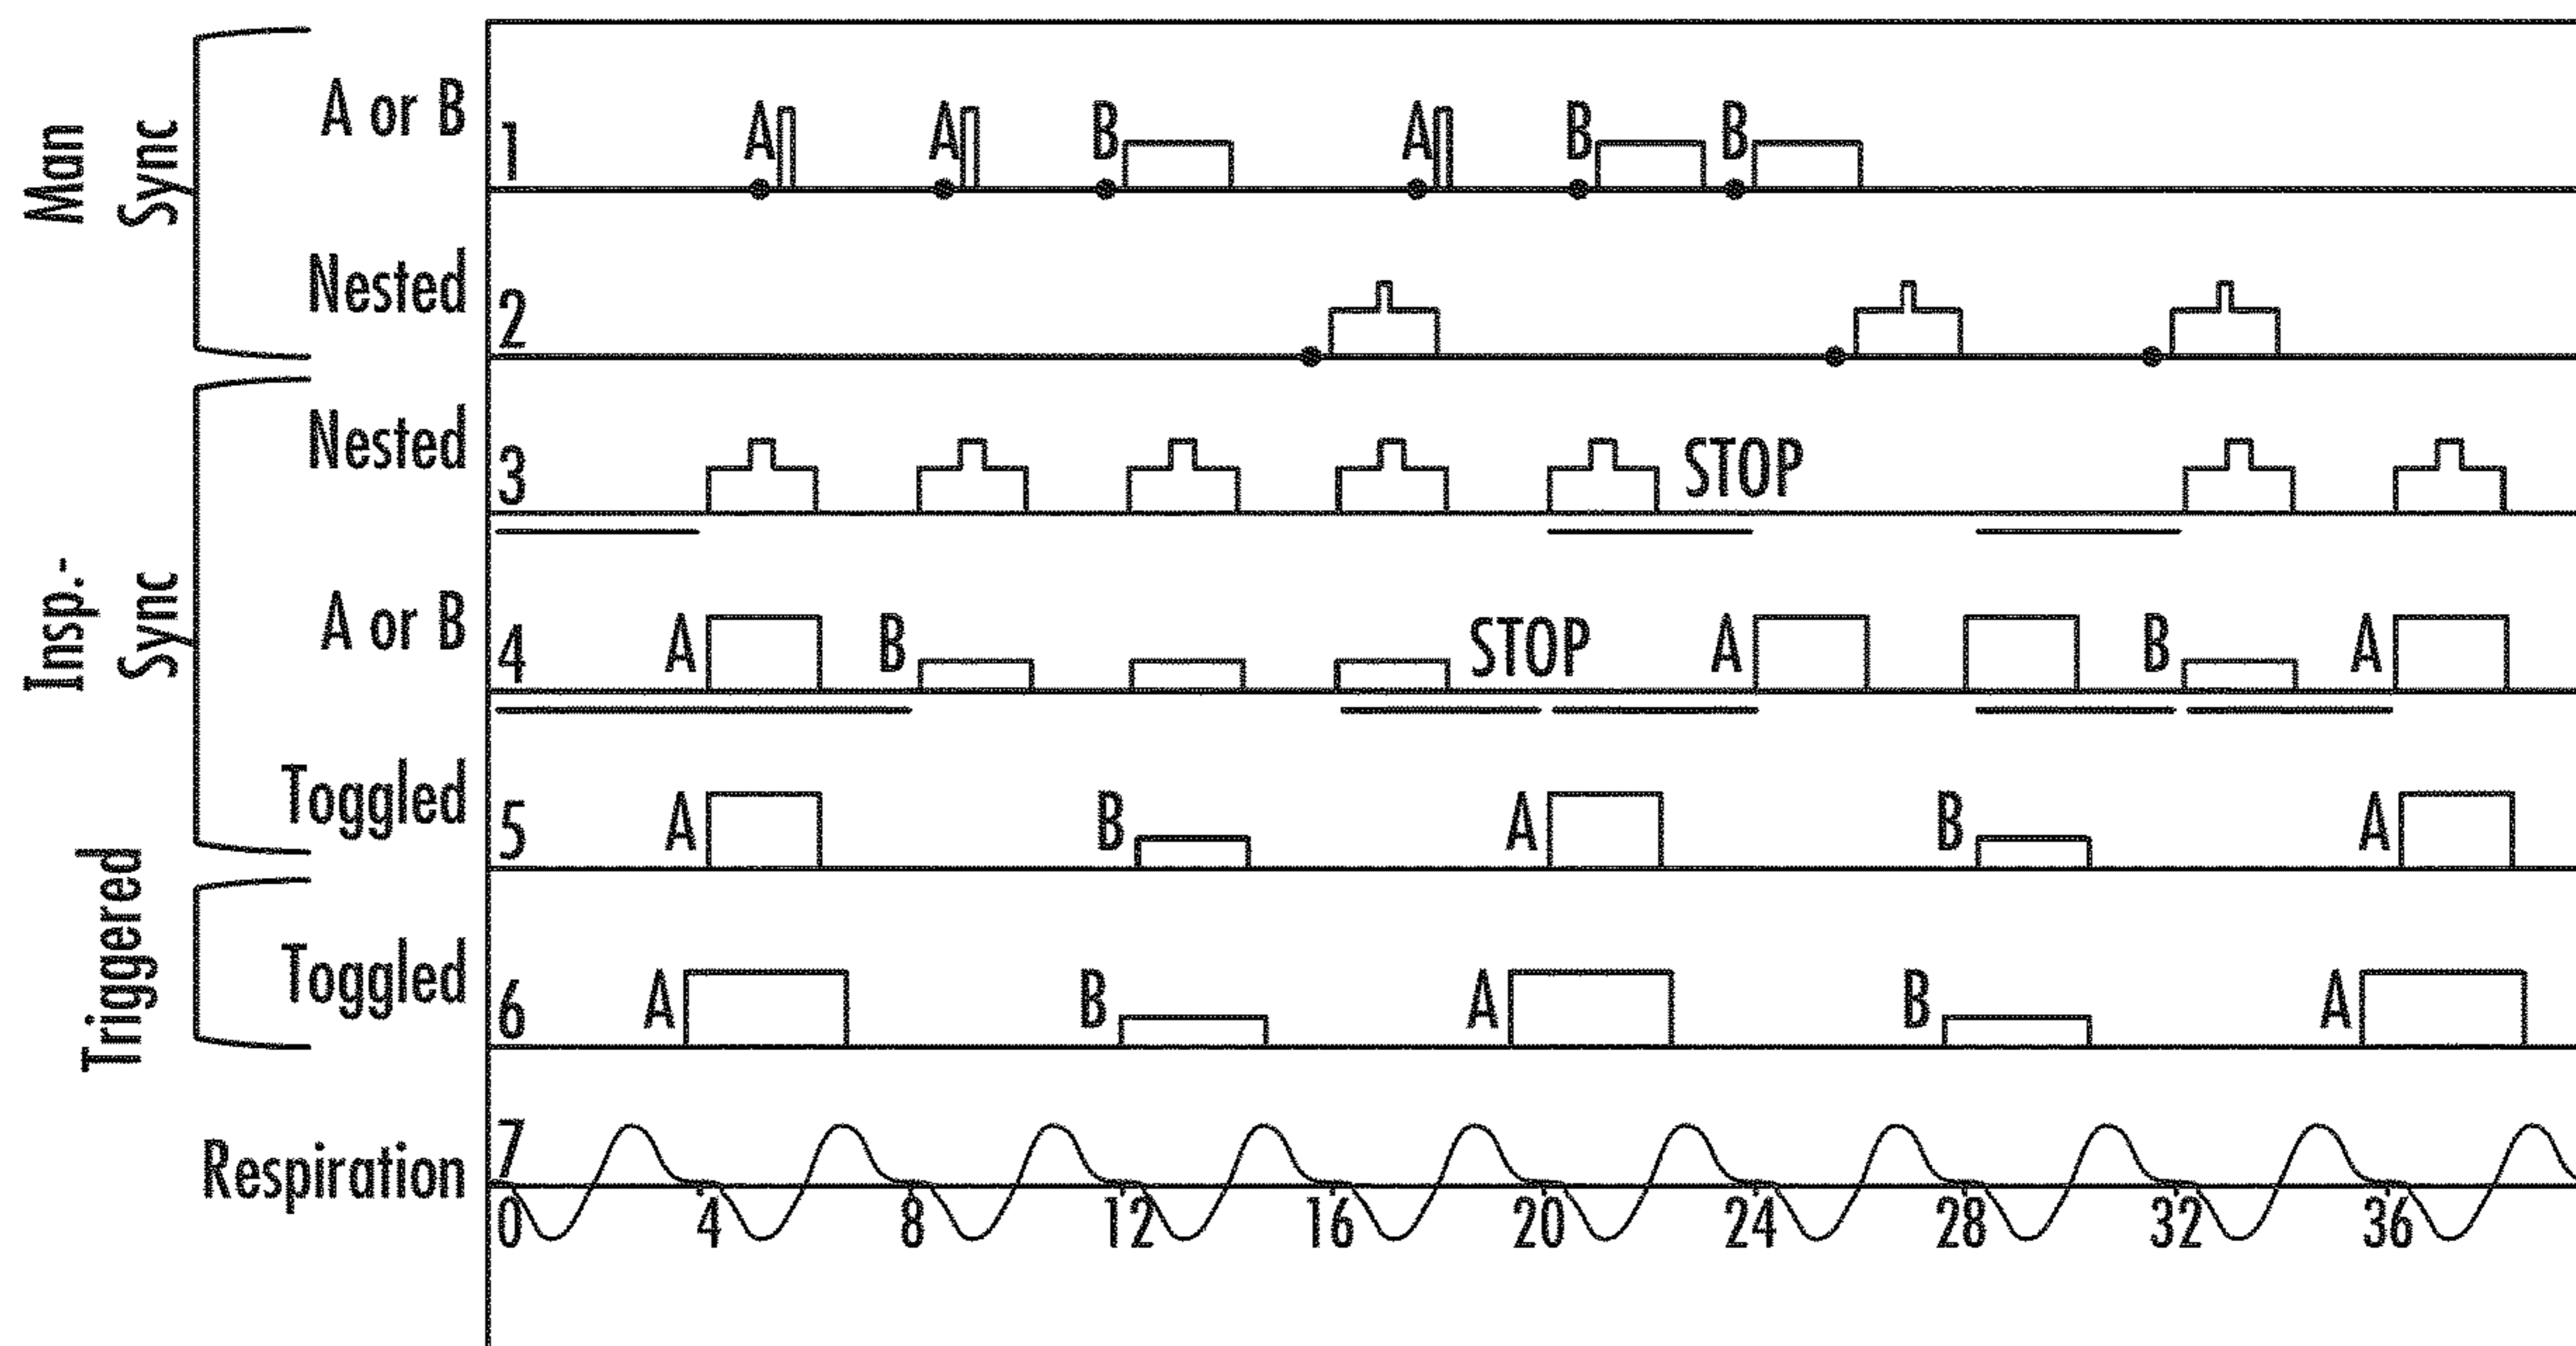 Man Sync
A or B
1
A
A
B
A
B
B
Nested
2
Insp.-Sync
Nested
3
STOP
A or B
4
A
B
STOP
A
B
A
Toggled
5
A
B
A
B
A
Triggered
Toggled
6
A
B
A
B
A
Respiration
7
0 4 8 12 16 20 24 28 32 36